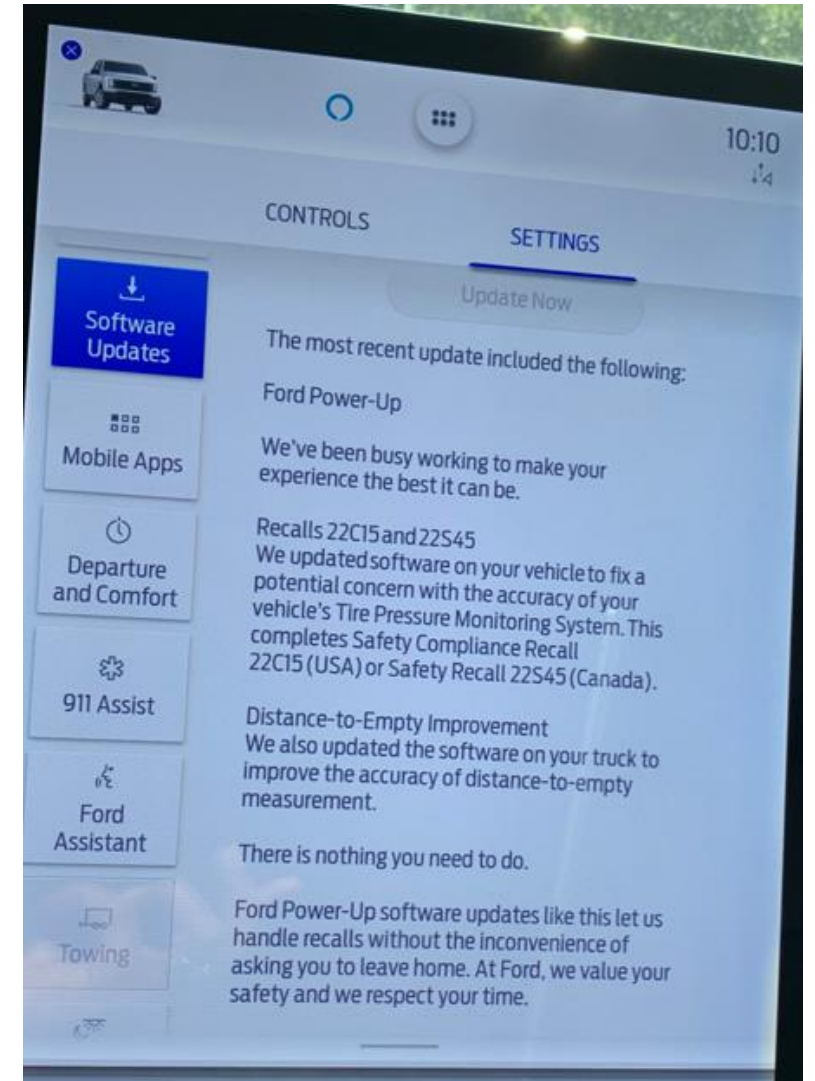 10:10
CONTROLS
SETTINGS
Software
Updates
Mobile Apps
Departure
and Comfort
911 Assist
Ford
Assistant
Towing
Update Now
The most recent update included the following:
Ford Power-Up
We've been busy working to make your
experience the best it can be.
Recalls 22C15 and 22S45
We updated software on your vehicle to fix a
potential concern with the accuracy of your
vehicle's Tire Pressure Monitoring System. This
completes Safety Compliance Recall
22C15 (USA) or Safety Recall 22S45 (Canada).
Distance-to-Empty Improvement
We also updated the software on your truck to
improve the accuracy of distance-to-empty
measurement.
There is nothing you need to do.
Ford Power-Up software updates like this let us
handle recalls without the inconvenience of
asking you to leave home. At Ford, we value your
safety and we respect your time.